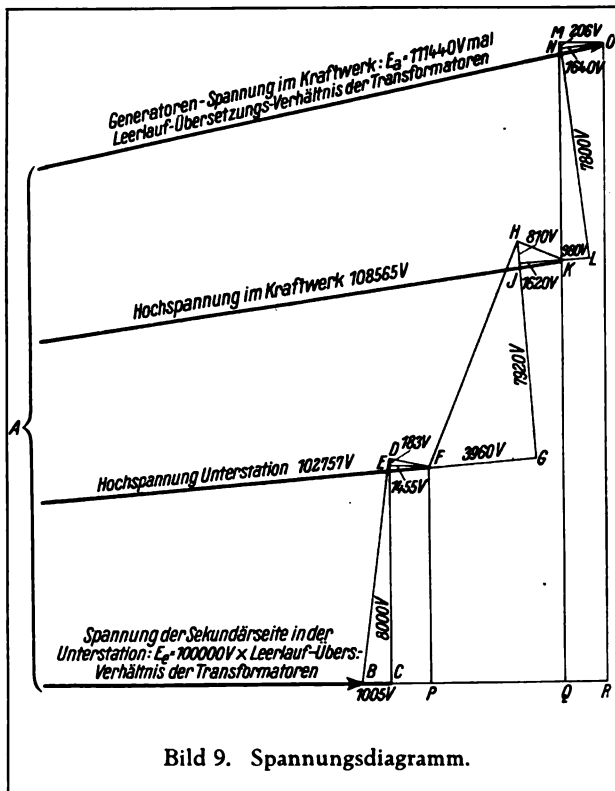 M 206V
N O
1640V
Generatoren-Spannung im Kraftwerk: Ea=111440V mal
Leerlauf-Übersetzungs-Verhältnis der Transformatoren
7800V
H
810V
980V
L
K
J 1620V
Hochspannung im Kraftwerk 108565V
7920V
A
D 183V
E F 3960V G
1455V
Hochspannung Unterstation 102757V
8000V
Spannung der Sekundärseite in der
Unterstation: Ee=100000V × Leerlauf-Übers.-
Verhältnis der Transformatoren
B C P Q R
1005V
Bild 9. Spannungsdiagramm.